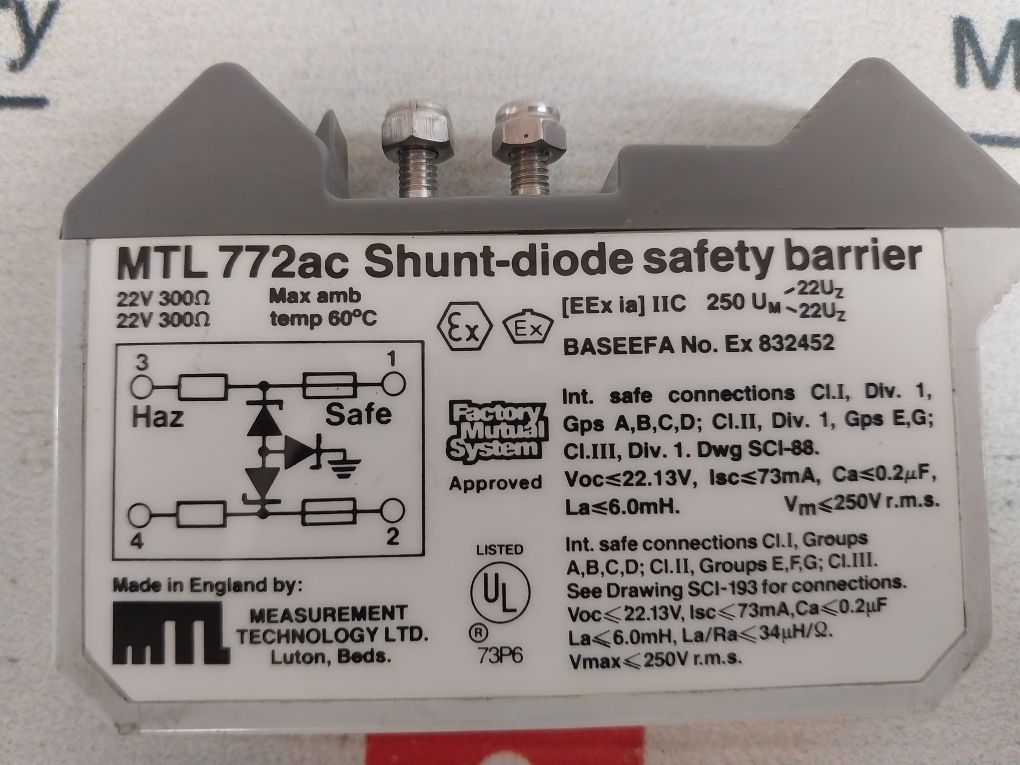 y
M
MTL 772ac Shunt-diode safety barrier
22V 300Ω
22V 300Ω
Max amb
temp 60°C
Ex
Ex
[EEx ia] IIC 250 UM ~22UZ
~22UZ
BASEEFA No. Ex 832452
3
1
Haz
Safe
4
2
Factory
Mutual
System
Approved
Int. safe connections Cl.I, Div. 1,
Gps A,B,C,D; Cl.II, Div. 1, Gps E,G;
Cl.III, Div. 1. Dwg SCI-88.
Voc≤22.13V, Isc≤73mA, Ca≤0.2µF,
La≤6.0mH. Vm≤250V r.m.s.
LISTED
UL
®
73P6
Int. safe connections Cl.I, Groups
A,B,C,D; Cl.II, Groups E,F,G; Cl.III.
See Drawing SCI-193 for connections.
Voc≤22.13V, Isc≤73mA,Ca≤0.2µF
La≤6.0mH, La/Ra≤34µH/Ω.
Vmax≤250V r.m.s.
Made in England by:
MTL
MEASUREMENT
TECHNOLOGY LTD.
Luton, Beds.